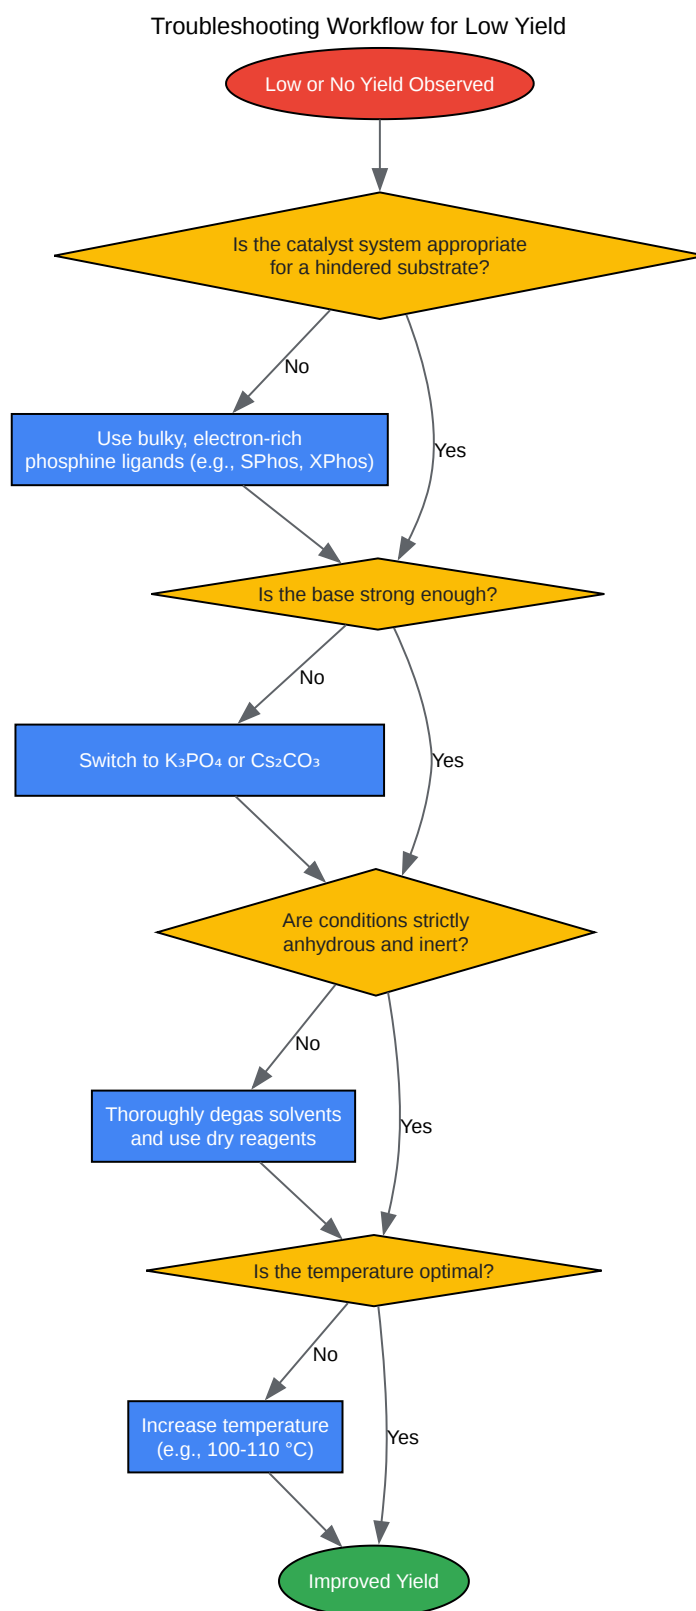 Troubleshooting Workflow for Low Yield
Low or No Yield Observed
Is the catalyst system appropriate
for a hindered substrate?
No
Yes
Use bulky, electron-rich
phosphine ligands (e.g., SPhos, XPhos)
Is the base strong enough?
No
Yes
Switch to K₃PO₄ or Cs₂CO₃
Are conditions strictly
anhydrous and inert?
No
Yes
Thoroughly degas solvents
and use dry reagents
Is the temperature optimal?
No
Yes
Increase temperature
(e.g., 100-110 °C)
Improved Yield